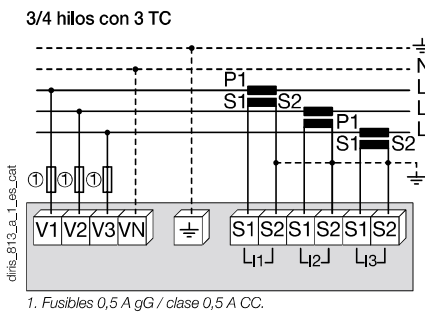 3/4 hilos con 3 TC
N
P1
L
S1 S2
L
P1
L
S1 S2
① ① ①
diris_813_a_1_es_cat
V1 V2 V3 VN S1 S2 S1 S2 S1 S2
I1 I2 I3
1. Fusibles 0,5 A gG / clase 0,5 A CC.